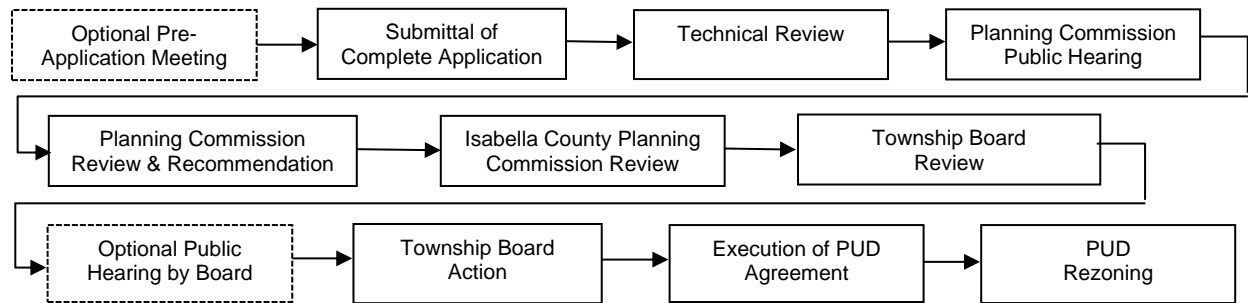 Optional Pre-
Application Meeting
Submittal of
Complete Application
Technical Review
Planning Commission
Public Hearing
Planning Commission
Review & Recommendation
Isabella County Planning
Commission Review
Township Board
Review
Optional Public
Hearing by Board
Township Board
Action
Execution of PUD
Agreement
PUD
Rezoning